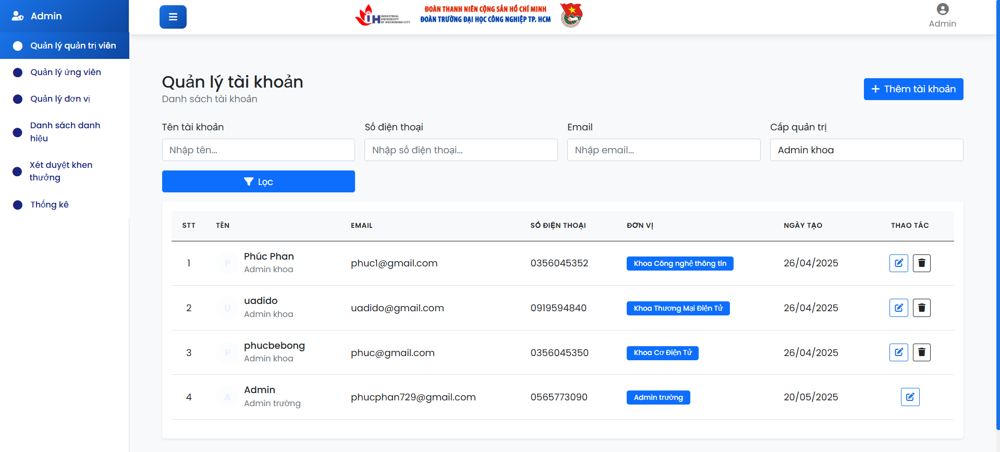 Admin
Quản lý quản trị viên
Quản lý ứng viên
Quản lý đơn vị
Danh sách danh
hiệu
Xét duyệt khen
thưởng
Thống kê
IUH INDUSTRIAL
UNIVERSITY
OF HOCHIMINH CITY
ĐOÀN THANH NIÊN CỘNG SẢN HỒ CHÍ MINH
ĐOÀN TRƯỜNG ĐẠI HỌC CÔNG NGHIỆP TP. HCM
Admin
Quản lý tài khoản
Danh sách tài khoản
Thêm tài khoản
Tên tài khoản Số điện thoại Email Cấp quản trị
Nhập tên... Nhập số điện thoại... Nhập email... Admin khoa
Lọc
STT TÊN EMAIL SỐ ĐIỆN THOẠI ĐƠN VỊ NGÀY TẠO THAO TÁC
1 P Phúc Phan phuc1@gmail.com 0356045352 Khoa Công nghệ thông tin 26/04/2025
Admin khoa
2 U uadido uadido@gmail.com 0919594840 Khoa Thương Mại Điện Tử 26/04/2025
Admin khoa
3 P phucbebong phuc@gmail.com 0356045350 Khoa Cơ Điện Tử 26/04/2025
Admin khoa
4 A Admin phucphan729@gmail.com 0565773090 Admin trường 20/05/2025
Admin trường